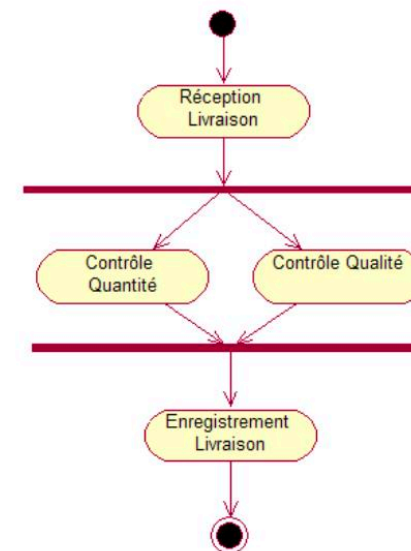 Réception
Livraison
Contrôle
Quantité
Contrôle Qualité
Enregistrement
Livraison